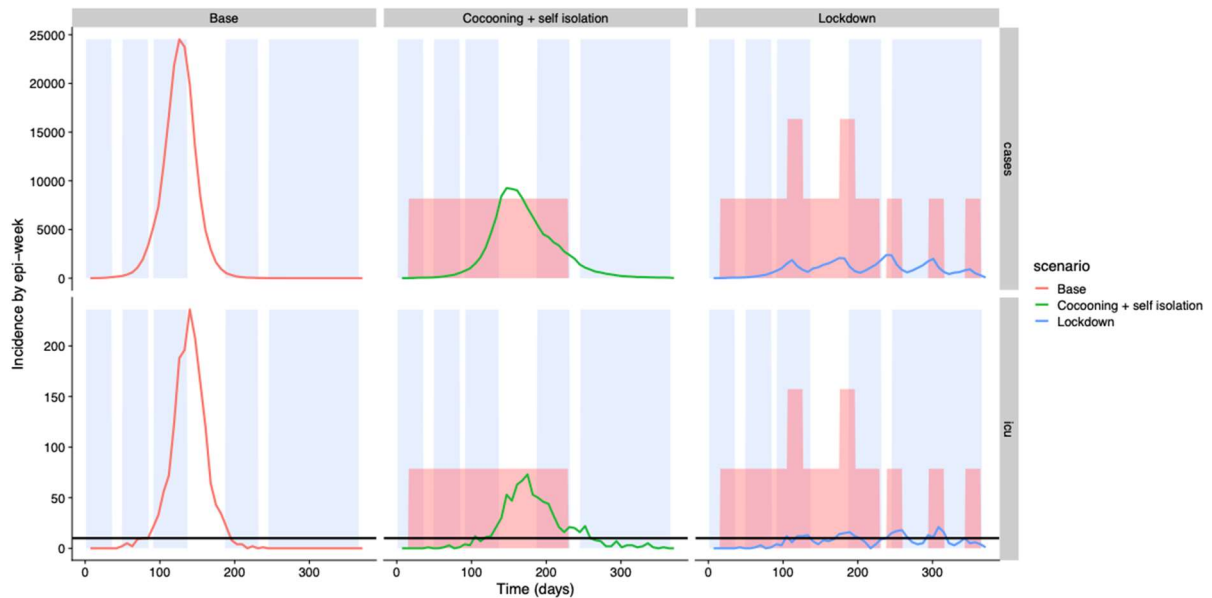 Base
Cocooning + self isolation
Lockdown
25000
20000
15000
10000
5000
0
cases
200
150
100
50
0
icu
Incidence by epi−week
0 100 200 300
0 100 200 300
0 100 200 300
Time (days)
scenario
Base
Cocooning + self isolation
Lockdown